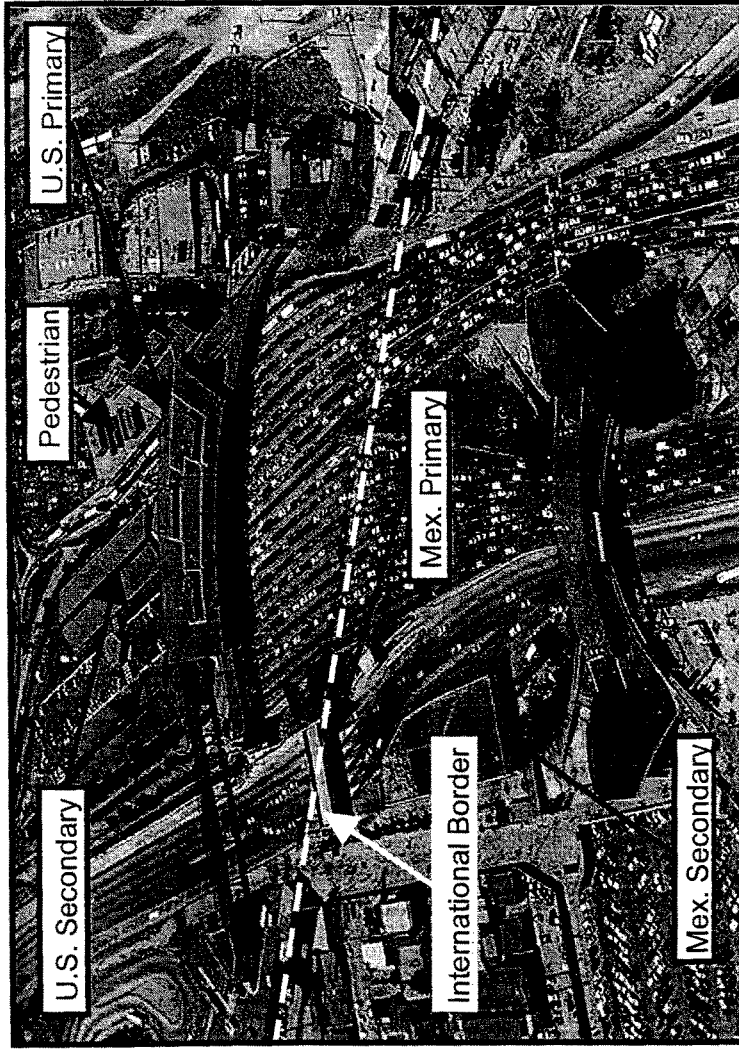 U.S. Secondary
Pedestrian
U.S. Primary
International Border
Mex. Primary
Mex. Secondary